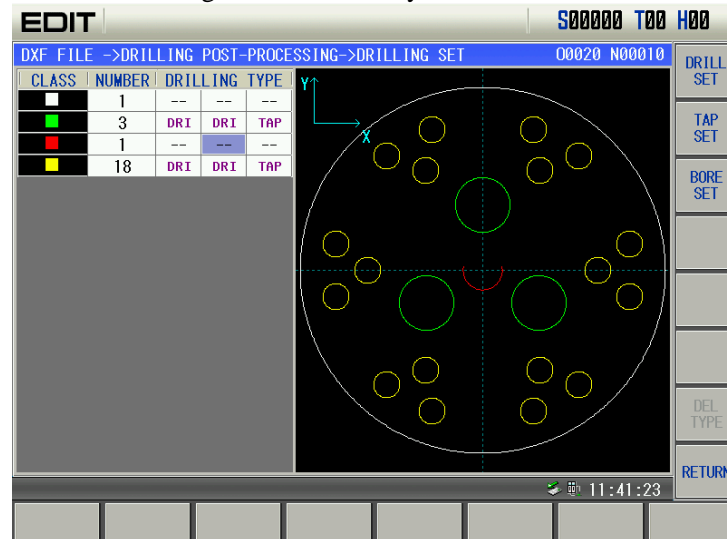 EDIT
S00000 T00 H00
DXF FILE ->DRILLING POST-PROCESSING->DRILLING SET O0020 N00010
CLASS NUMBER DRILLING TYPE
1 -- -- --
3 DRI DRI TAP
1 -- -- --
18 DRI DRI TAP
Y
X
DRILL
SET
TAP
SET
BORE
SET
DEL
TYPE
RETURN
11:41:23